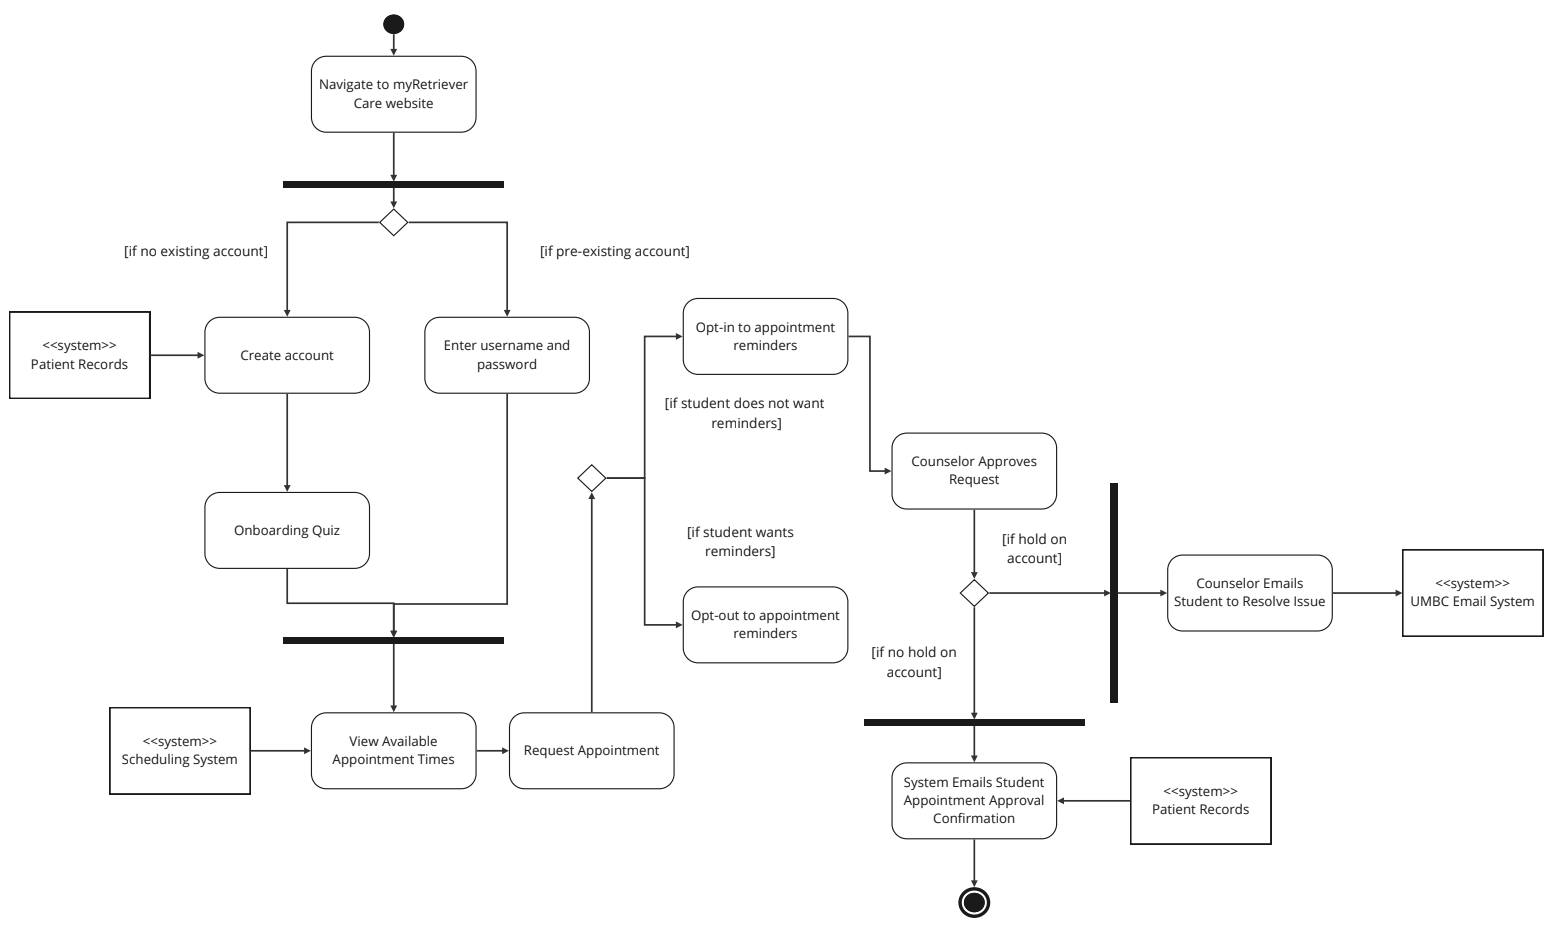 Navigate to myRetriever
Care website
[if no existing account]
[if pre-existing account]
<<system>>
Patient Records
Create account
Enter username and
password
Opt-in to appointment
reminders
[if student does not want
reminders]
Counselor Approves
Request
Onboarding Quiz
[if student wants
reminders]
[if hold on
account]
Counselor Emails
Student to Resolve Issue
<<system>>
UMBC Email System
Opt-out to appointment
reminders
[if no hold on
account]
<<system>>
Scheduling System
View Available
Appointment Times
Request Appointment
System Emails Student
Appointment Approval
Confirmation
<<system>>
Patient Records